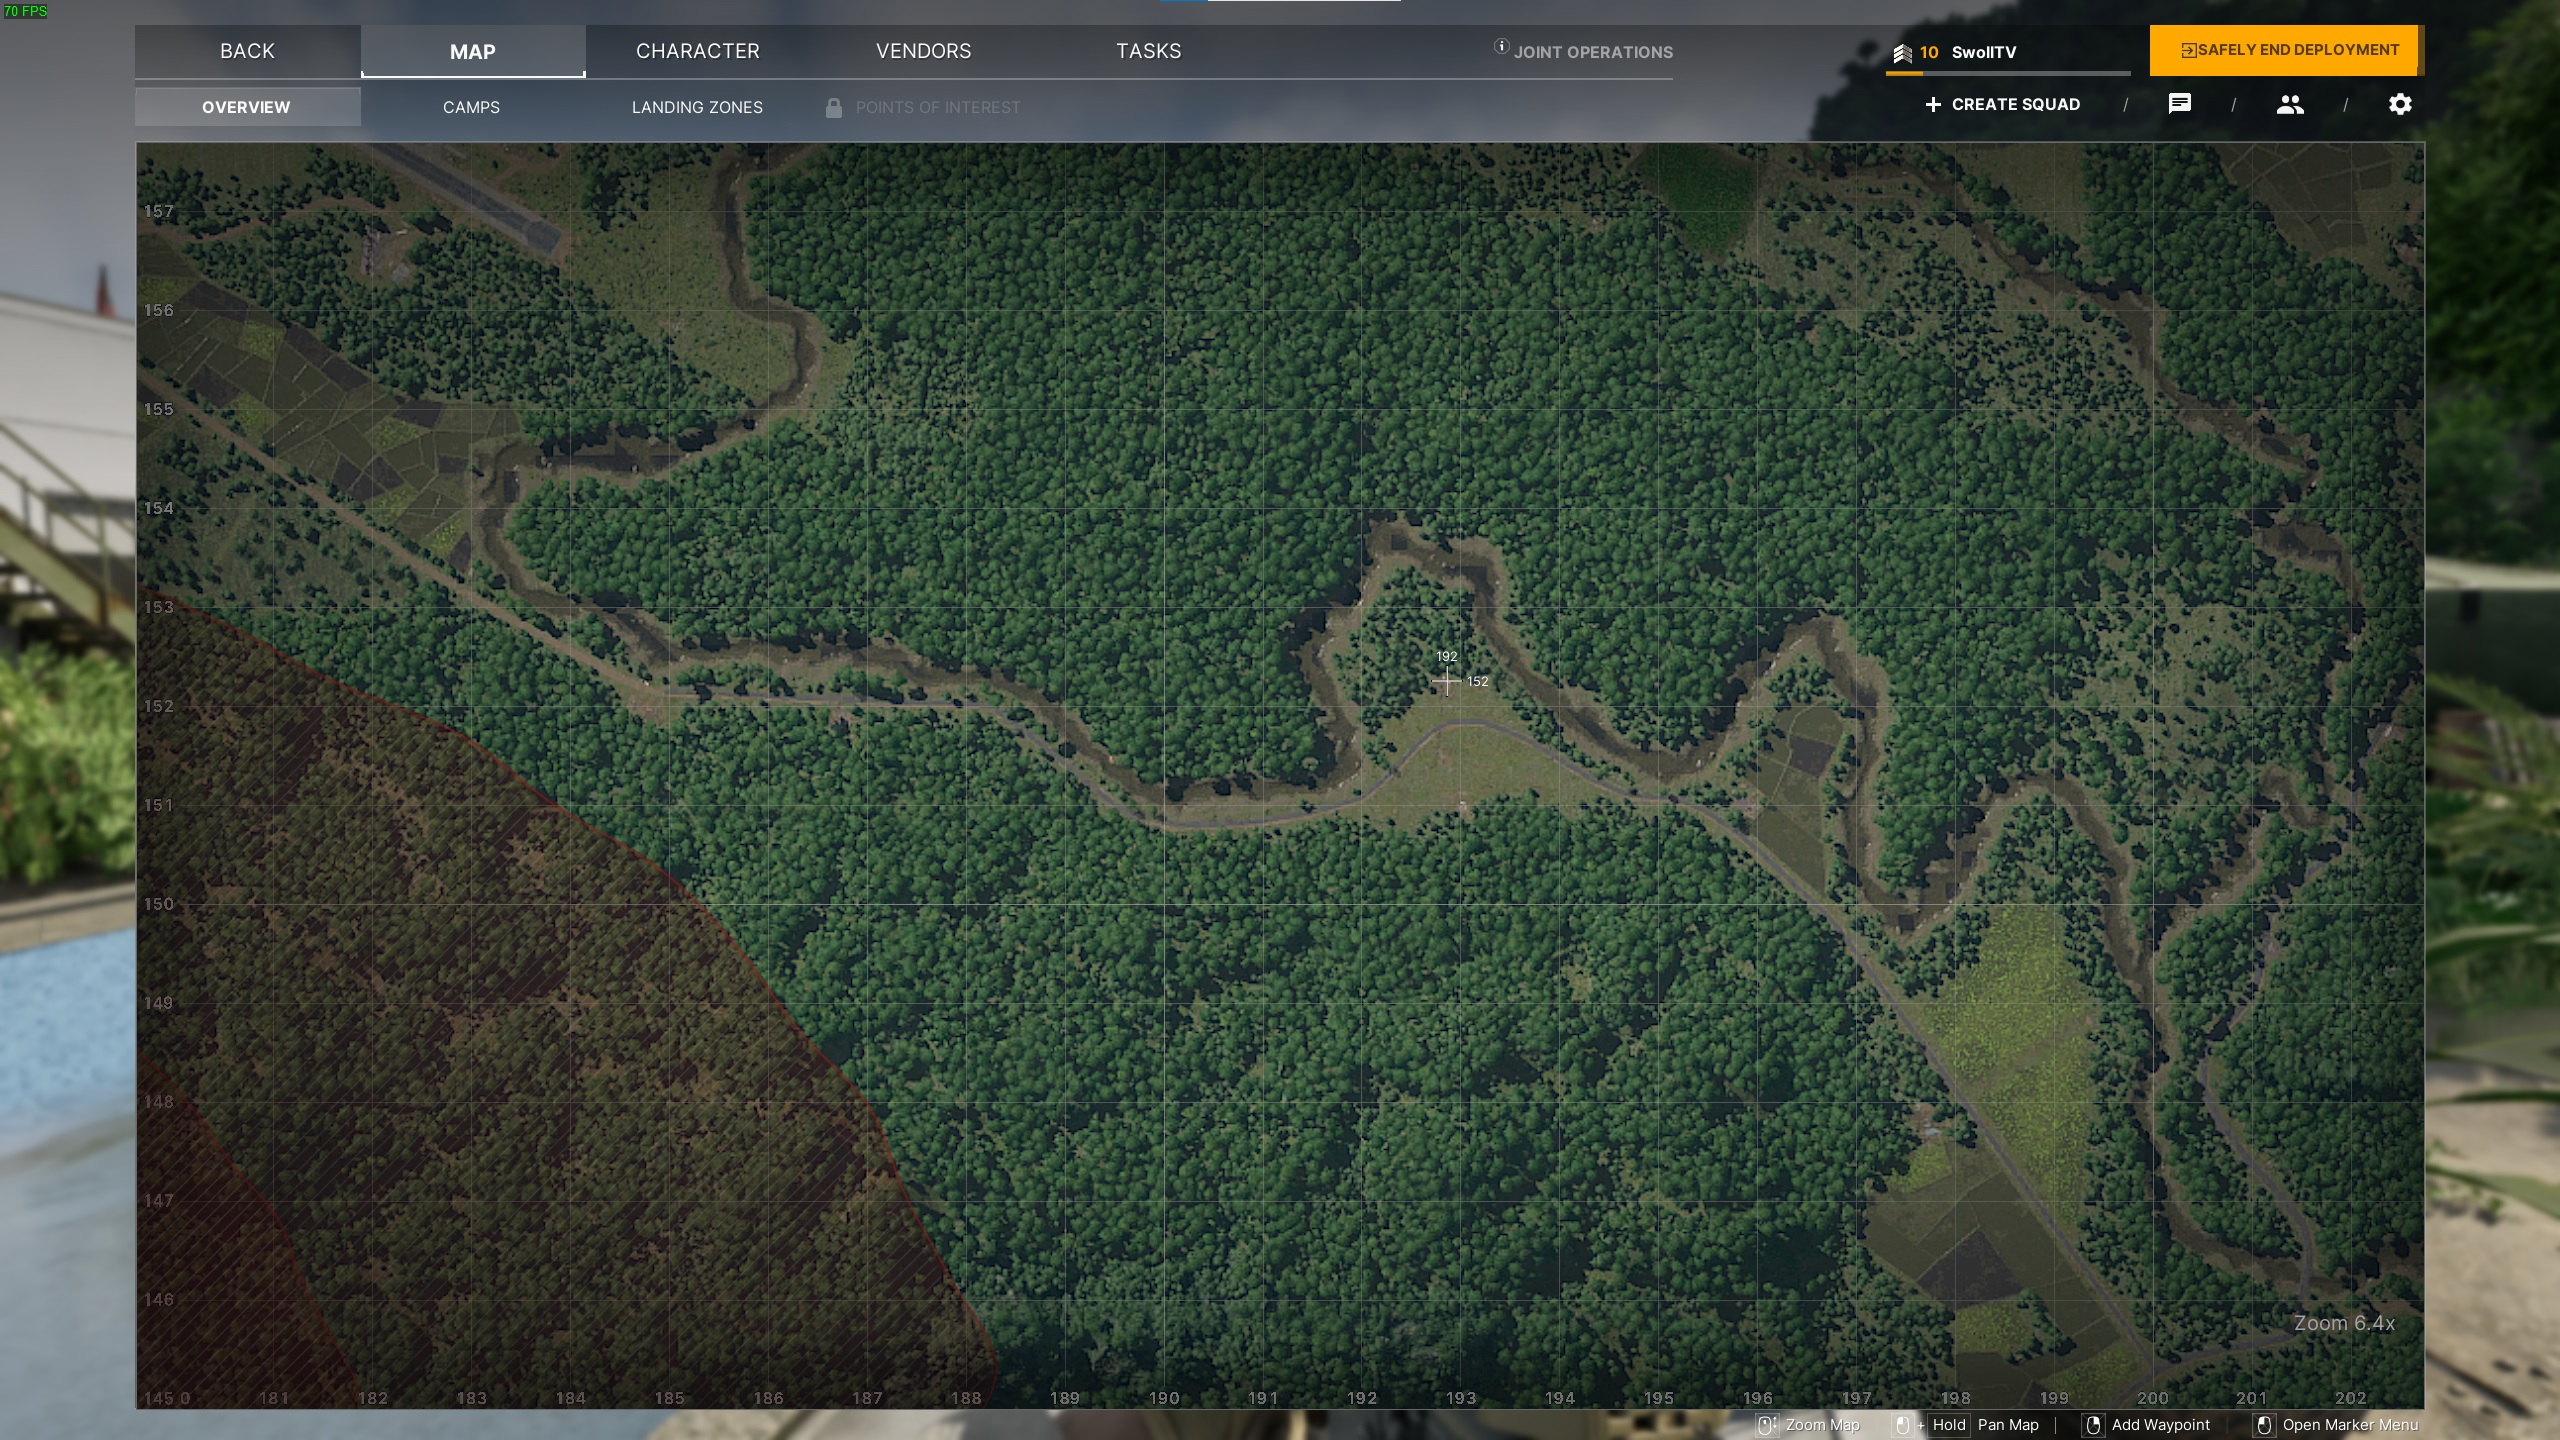 70 FPS
BACK
MAP
CHARACTER
VENDORS
TASKS
JOINT OPERATIONS
10 SwollTV
SAFELY END DEPLOYMENT
OVERVIEW
CAMPS
LANDING ZONES
POINTS OF INTEREST
+ CREATE SQUAD / / /
157
156
155
154
153
192
152
152
151
150
149
148
147
146
Zoom 6.4x
145 0 181 182 183 184 185 186 187 188 189 190 191 192 193 194 195 196 197 198 199 200 201 202
Zoom Map
+ Hold Pan Map |
Add Waypoint
Open Marker Menu